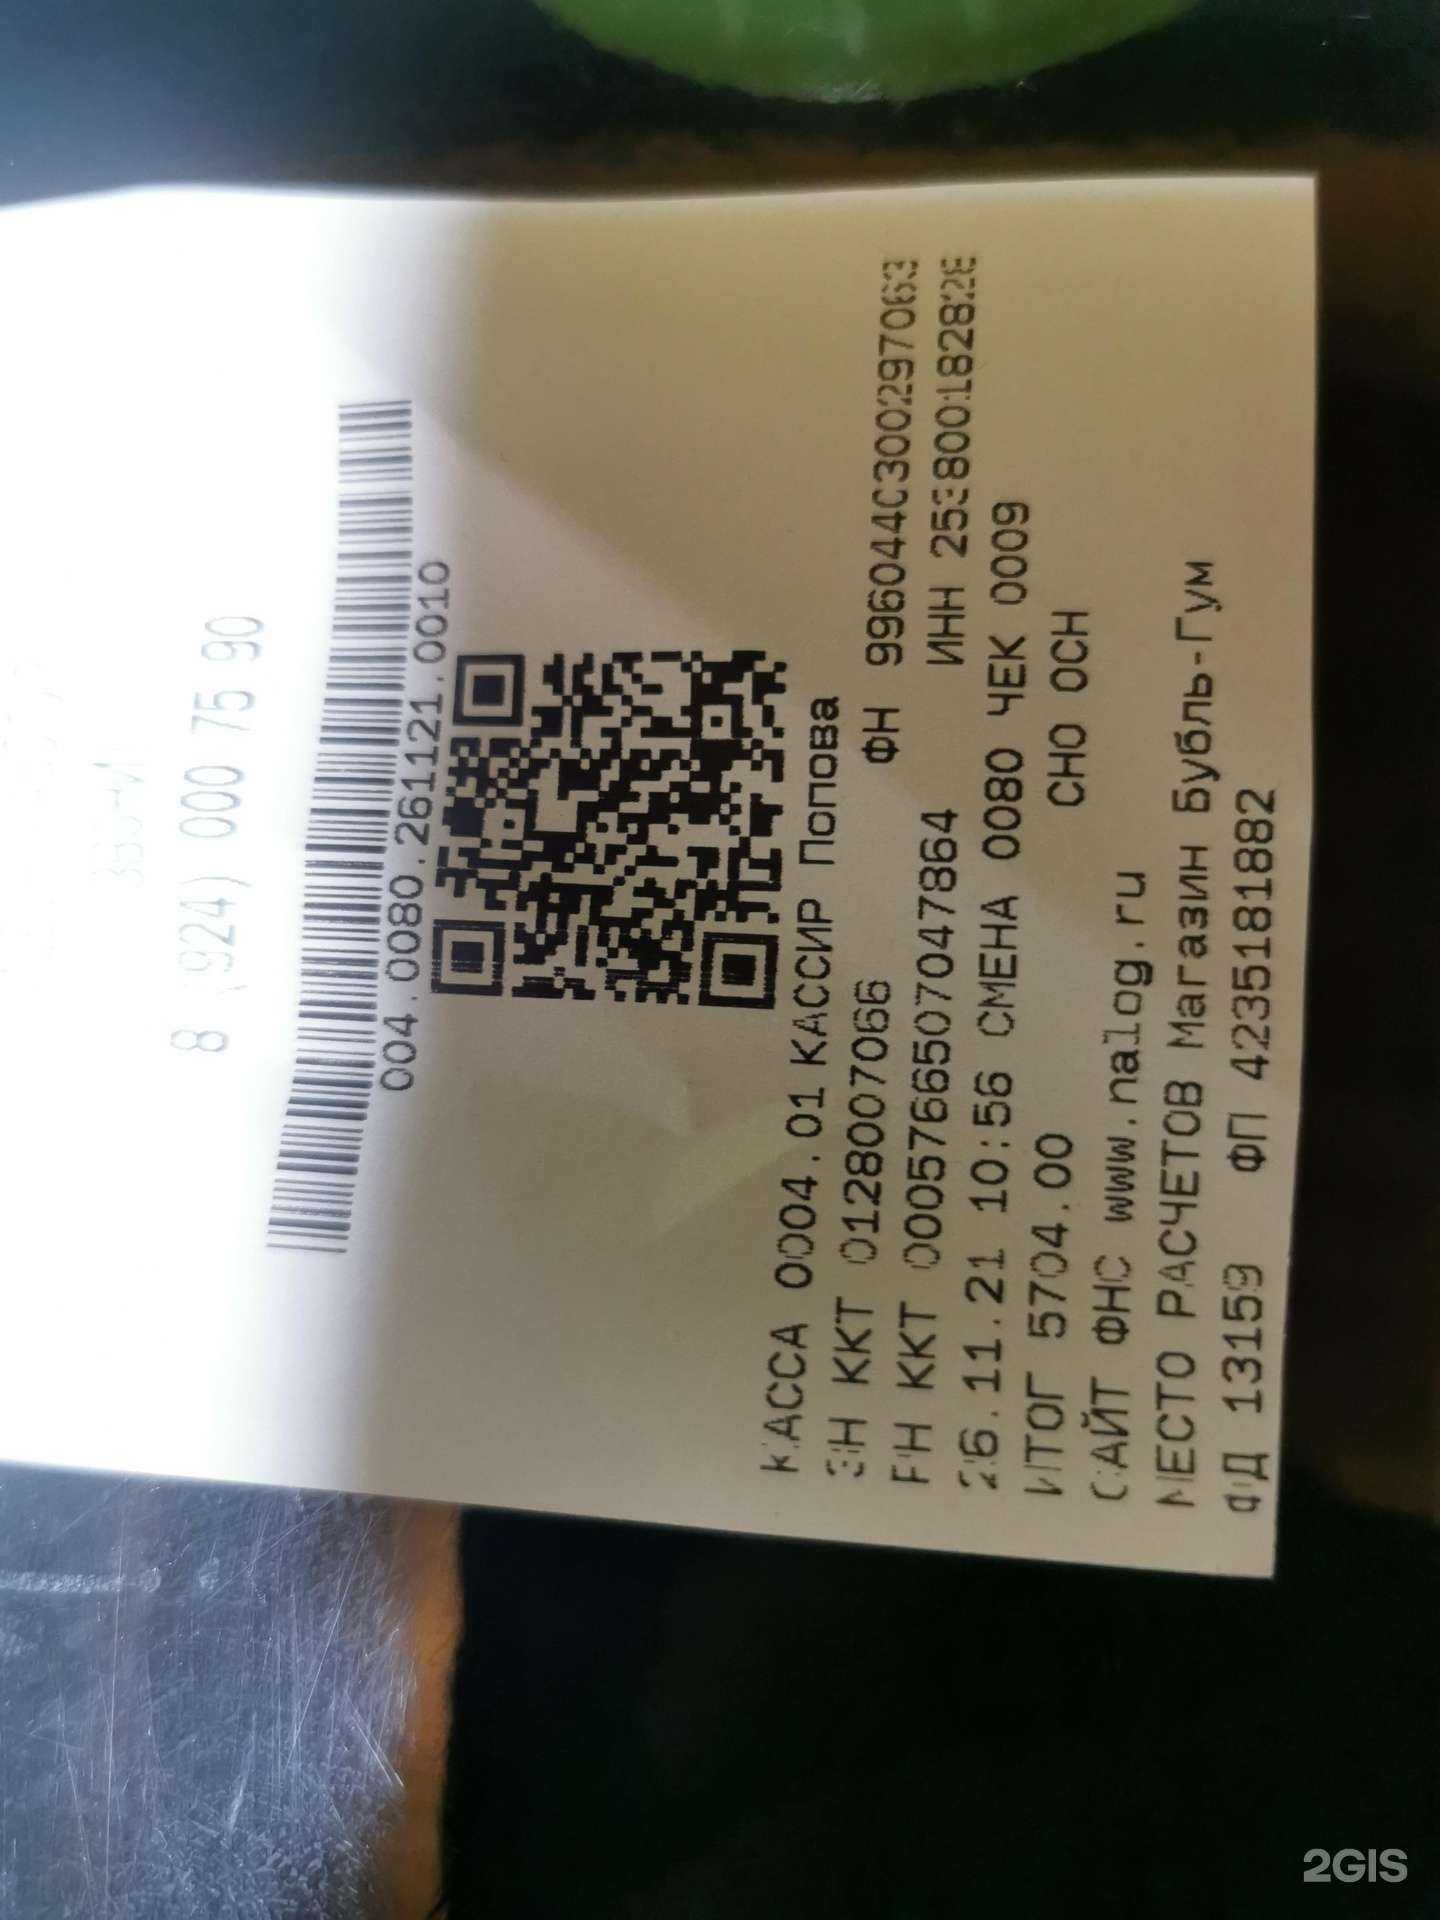 8 (924) 000 75 90
004.0080.261121.0010
КАССА 0004.01 КАССИР Попова
ЗН ККТ 0128007066 ФН 9960440300297063
РН ККТ 0005766507047864 ИНН
26.11.21 10:56 СМЕНА 0080 ЧЕК 0009
ИТОГ 5704.00 СНО ОСН
САЙТ ФНС www.nalog.ru
МЕСТО РАСЧЕТОВ Магазин Бубль-Гум
ФД 13159 ФП 4235181882
2GIS